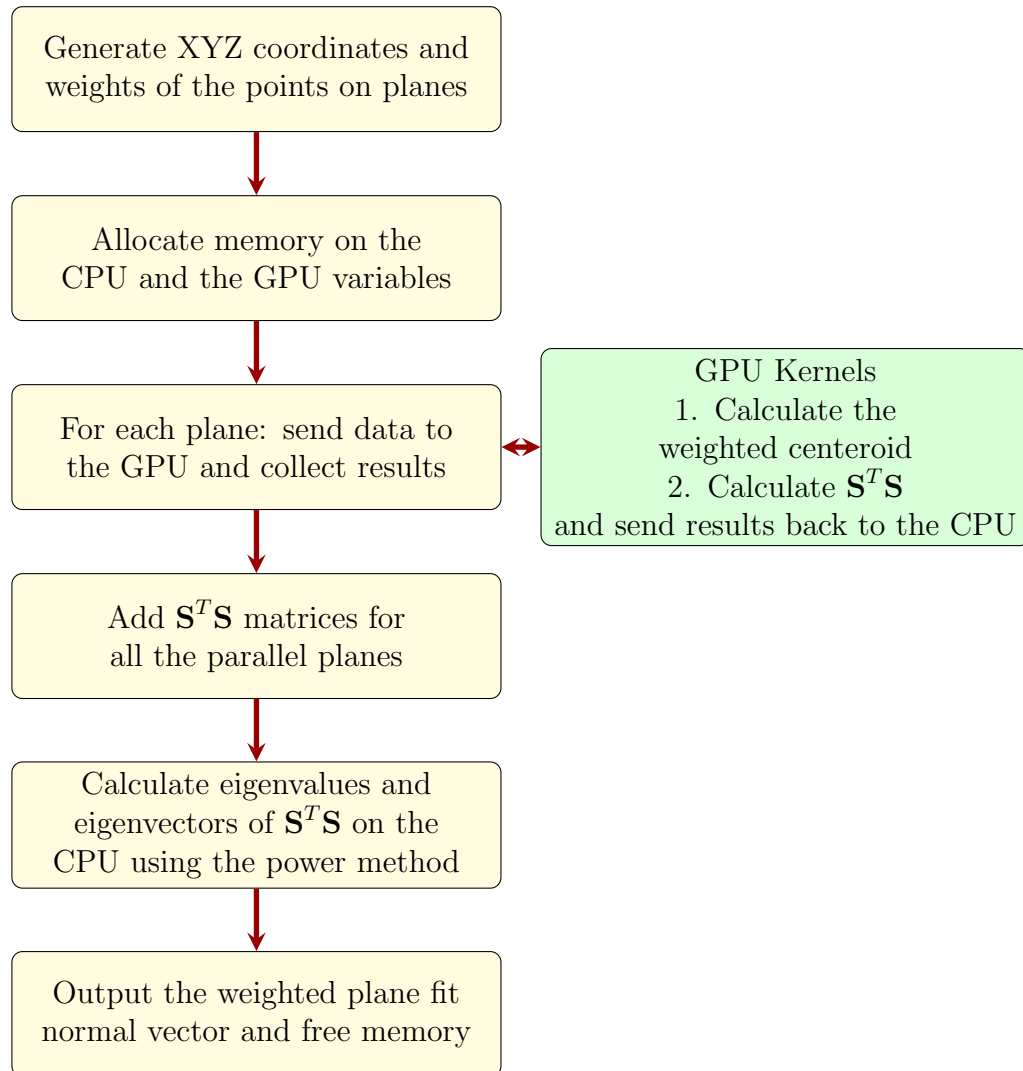 Generate XYZ coordinates and
weights of the points on planes
Allocate memory on the
CPU and the GPU variables
For each plane: send data to
the GPU and collect results
GPU Kernels
1. Calculate the
weighted centeroid
2. Calculate S^T S
and send results back to the CPU
Add S^T S matrices for
all the parallel planes
Calculate eigenvalues and
eigenvectors of S^T S on the
CPU using the power method
Output the weighted plane fit
normal vector and free memory